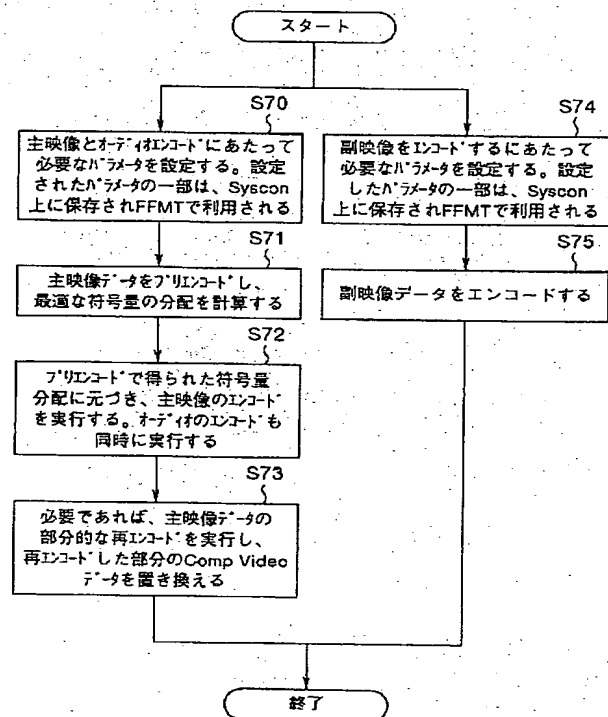 スタート
S70
主映像とオーディオエンコードにあたって
必要なパラメータを設定する。設定
されたパラメータの一部は、Syscon
上に保存されFFMTで利用される
S71
主映像データをプリエンコードし、
最適な符号量の分配を計算する
S72
プリエンコードで得られた符号量
分配に元づき、主映像のエンコード
を実行する。オーディオのエンコードも
同時に実行する
S73
必要であれば、主映像データの
部分的な再エンコードを実行し、
再エンコードした部分のComp Video
データを置き換える
S74
副映像をエンコードするにあたって
必要なパラメータを設定する。設定
したパラメータの一部は、Syscon
上に保存されFFMTで利用される
S75
副映像データをエンコードする
終了